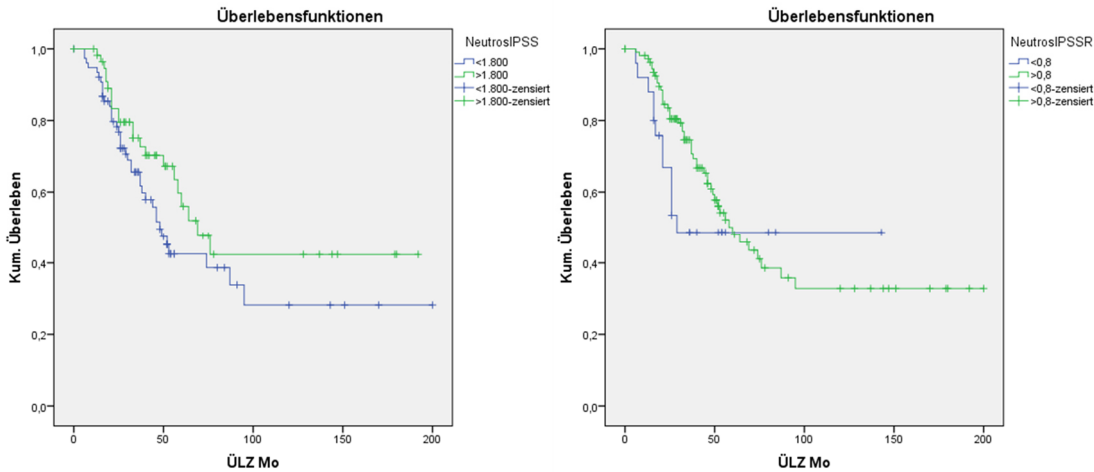 Überlebensfunktionen
NeutrosIPSS
<1.800
>1.800
<1.800-zensiert
>1.800-zensiert
Kum. Überleben
1,0
0,8
0,6
0,4
0,2
0,0
0 50 100 150 200
ÜLZ Mo
Überlebensfunktionen
NeutrosIPSSR
<0,8
>0,8
<0,8-zensiert
>0,8-zensiert
Kum. Überleben
1,0
0,8
0,6
0,4
0,2
0,0
0 50 100 150 200
ÜLZ Mo